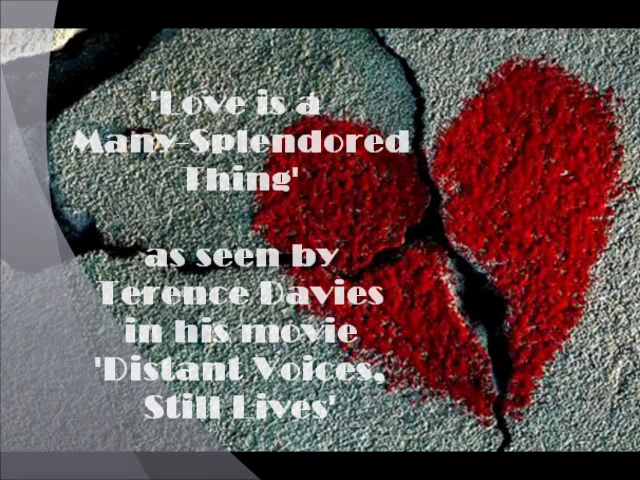 'Love is a
Many-Splendored
Thing'
as seen by
Terence Davies
in his movie
'Distant Voices,
Still Lives'